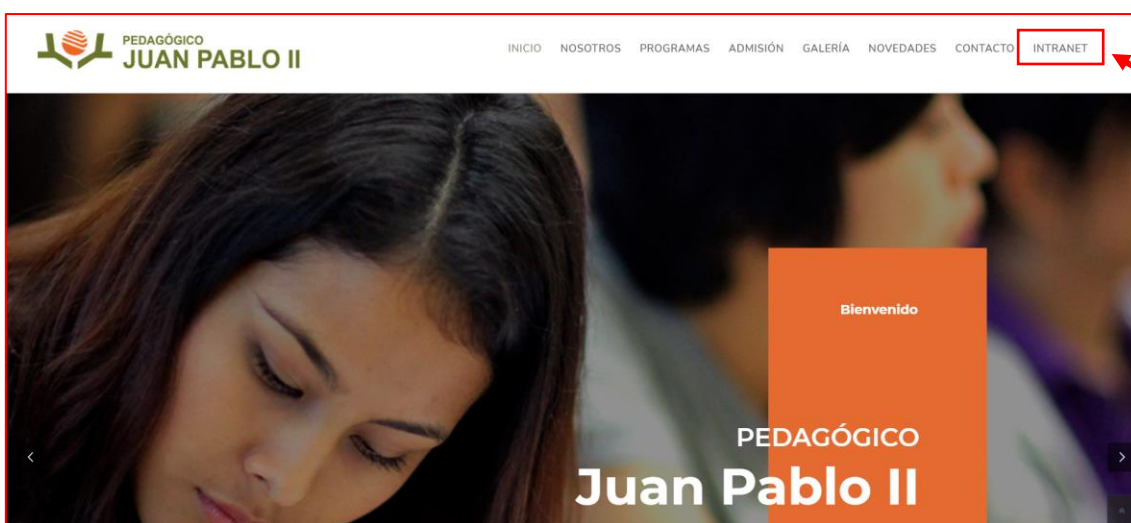 PEDAGÓGICO
JUAN PABLO II
INICIO NOSOTROS PROGRAMAS ADMISIÓN GALERÍA NOVEDADES CONTACTO INTRANET
Bienvenido
PEDAGÓGICO
Juan Pablo II